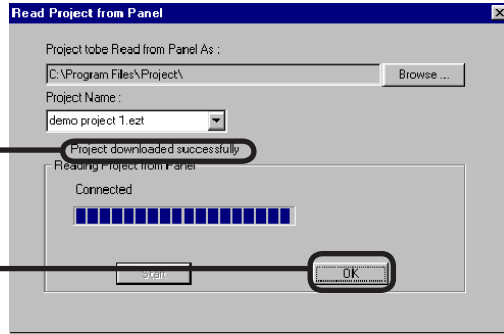 Read Project from Panel
Project tobe Read from Panel As :
C:\Program Files\Project\
Browse ...
Project Name :
demo project 1.ezt
Project downloaded successfully
Reading Project from Panel
Connected
Start
OK